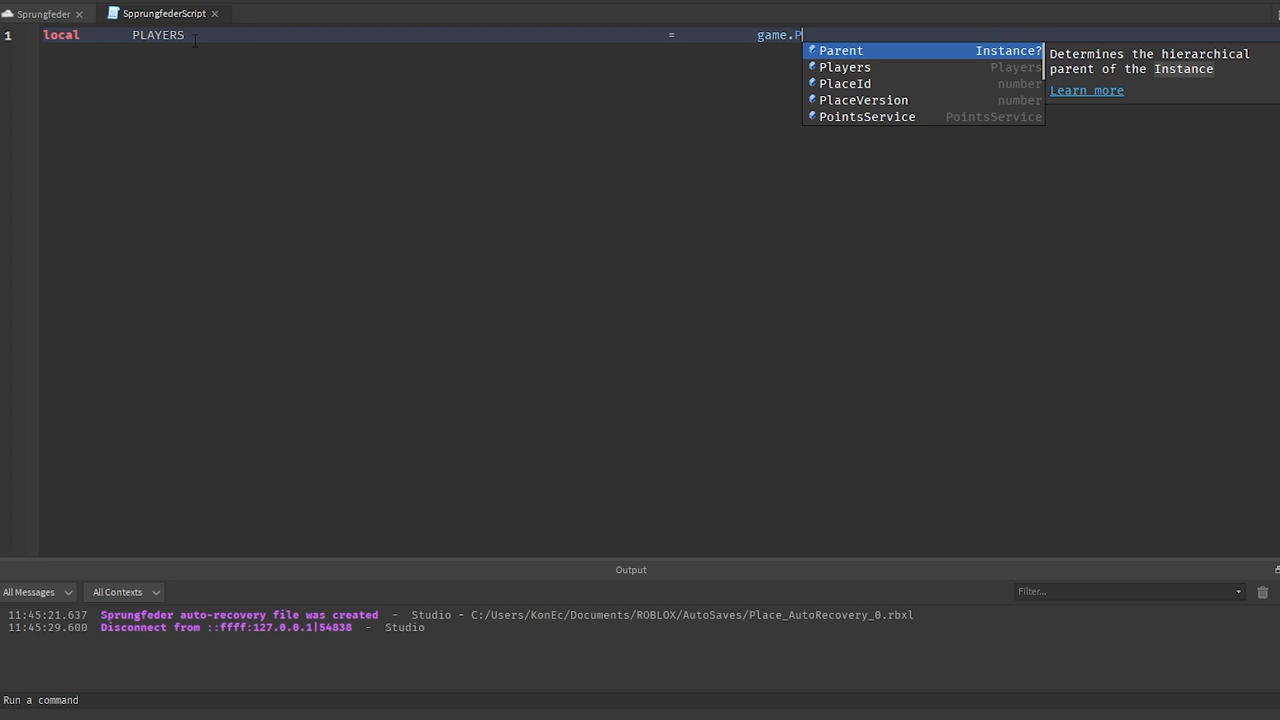 Sprungfeder SpprungfederScript
1 local PLAYERS = game.P
Parent Instance?
Players Players
PlaceId number
PlaceVersion number
PointsService PointsService
Determines the hierarchical
parent of the Instance
Learn more
Output
All Messages All Contexts Filter...
11:45:21.637 Sprungfeder auto-recovery file was created - Studio - C:/Users/KonEc/Documents/ROBLOX/AutoSaves/Place_AutoRecovery_0.rbxl
11:45:29.600 Disconnect from ::ffff:127.0.0.1|54838 - Studio
Run a command